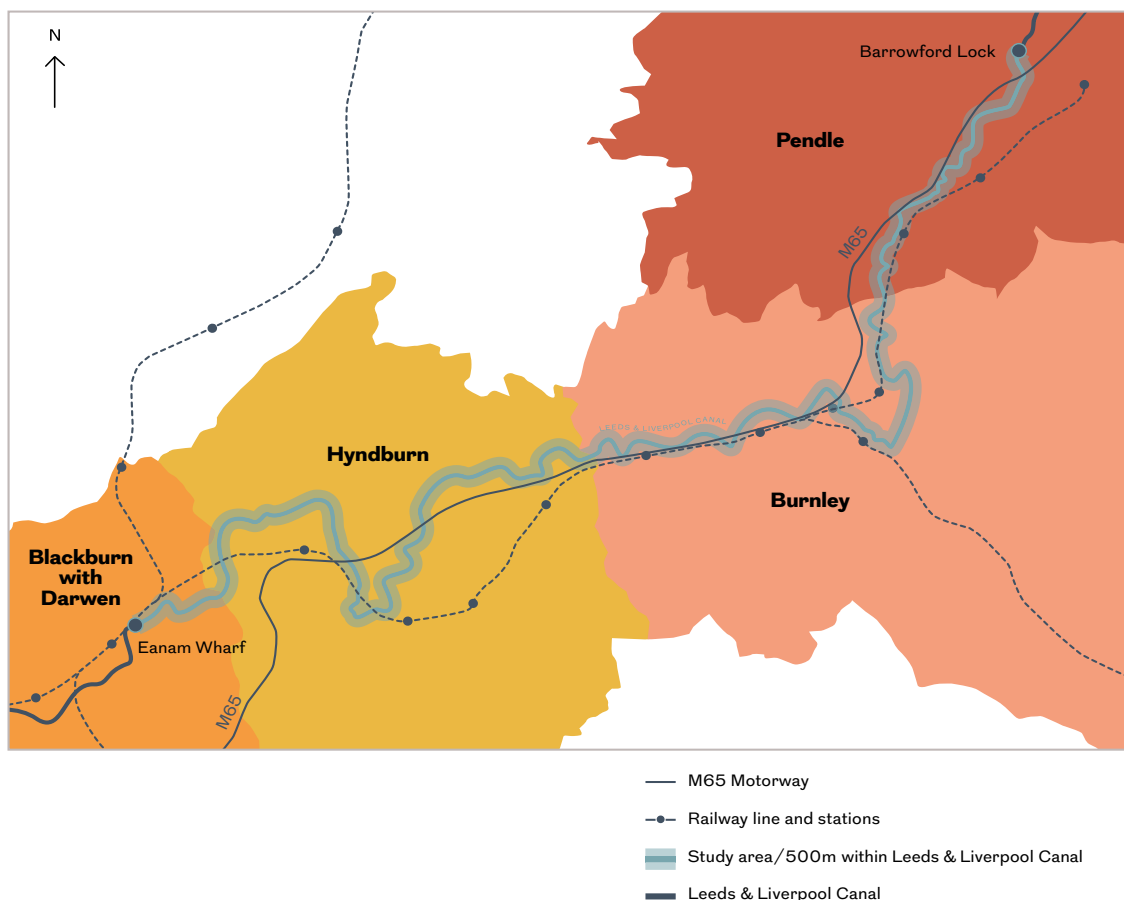 N
Barrowford Lock
Pendle
M65
LEEDS & LIVERPOOL CANAL
Hyndburn
Burnley
Blackburn
with
Darwen
Eanam Wharf
M65
M65 Motorway
Railway line and stations
Study area/500m within Leeds & Liverpool Canal
Leeds & Liverpool Canal